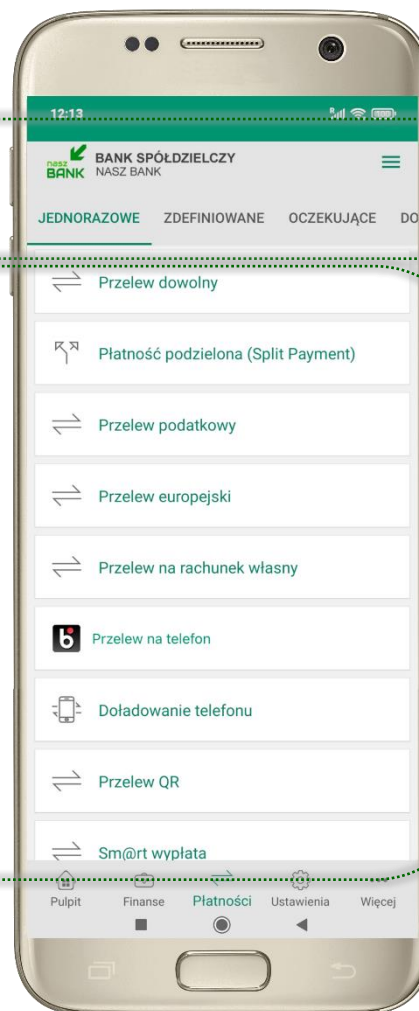 12:13
nasz
BANK
BANK SPÓŁDZIELCZY
NASZ BANK
JEDNORAZOWE ZDEFINIOWANE OCZEKUJĄCE DO
Przelew dowolny
Płatność podzielona (Split Payment)
Przelew podatkowy
Przelew europejski
Przelew na rachunek własny
Przelew na telefon
Doładowanie telefonu
Przelew QR
Sm@rt wypłata
Pulpit Finanse Płatności Ustawienia Więcej